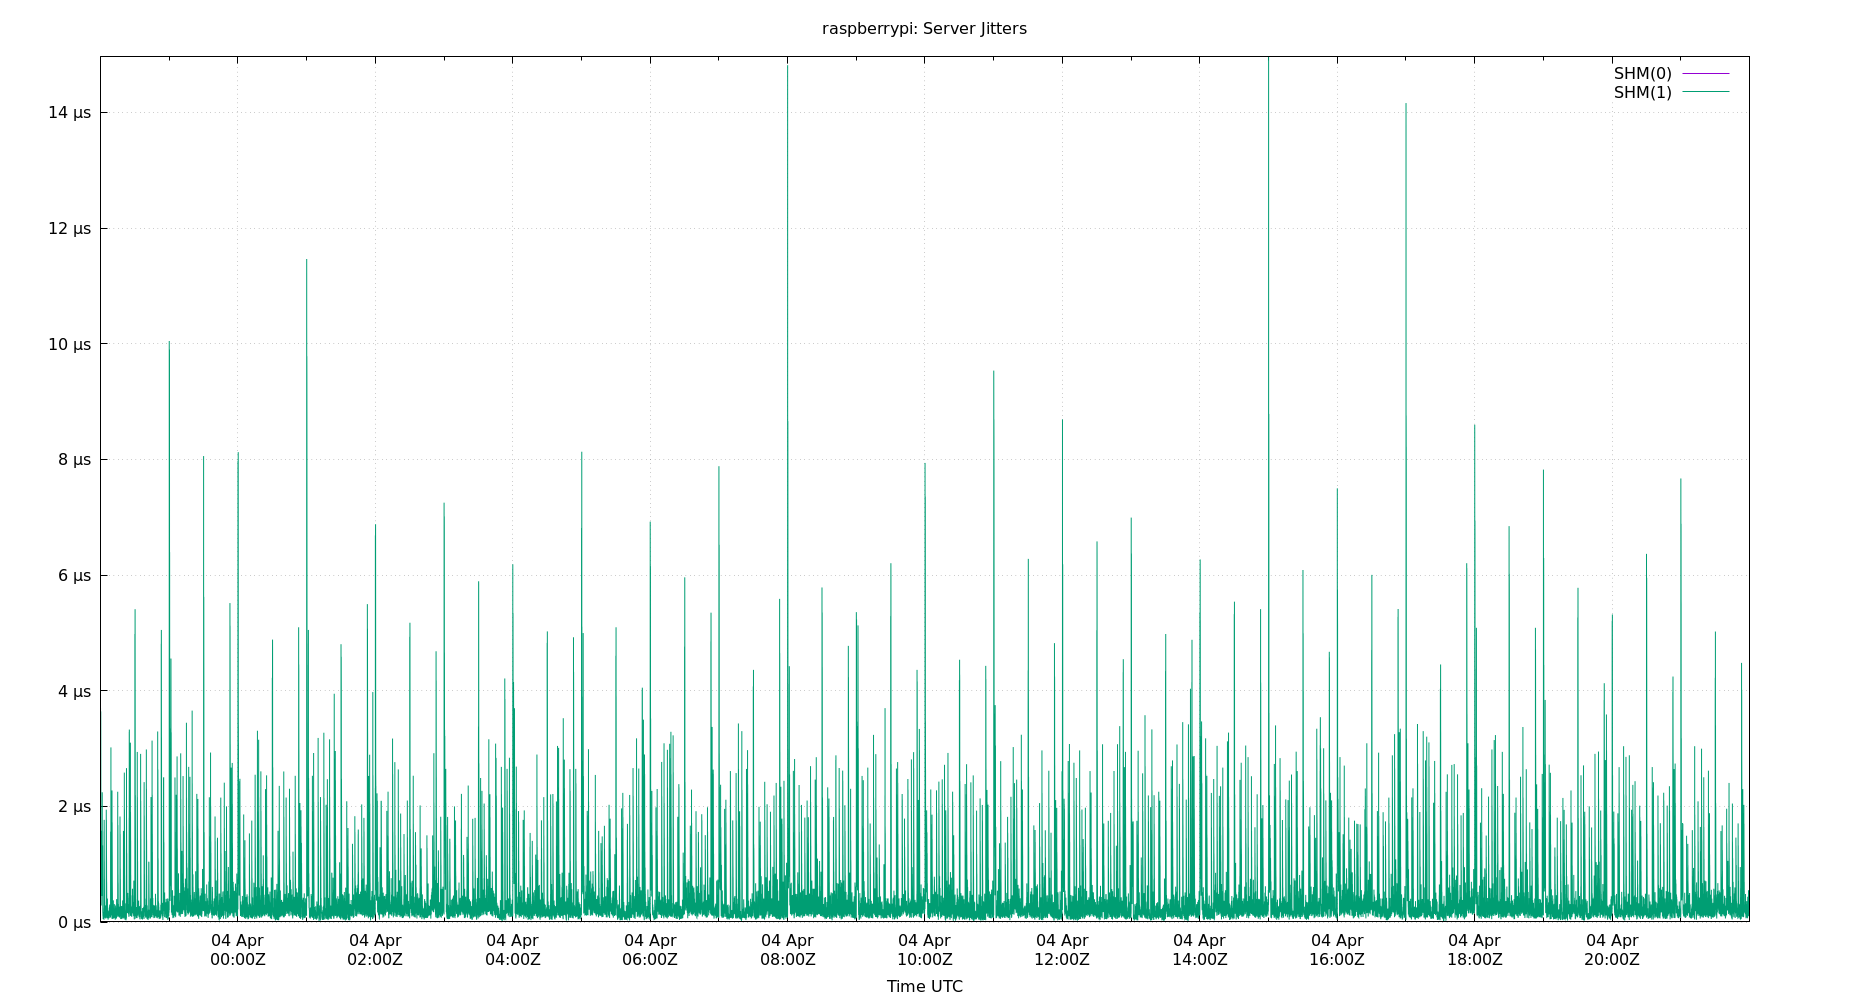 raspberrypi: Server Jitters
SHM(0)
SHM(1)
14 μs
12 μs
10 μs
8 μs
6 μs
4 μs
2 μs
0 μs
04 Apr 04 Apr 04 Apr 04 Apr 04 Apr 04 Apr 04 Apr 04 Apr 04 Apr 04 Apr 04 Apr
00:00Z 02:00Z 04:00Z 06:00Z 08:00Z 10:00Z 12:00Z 14:00Z 16:00Z 18:00Z 20:00Z
Time UTC